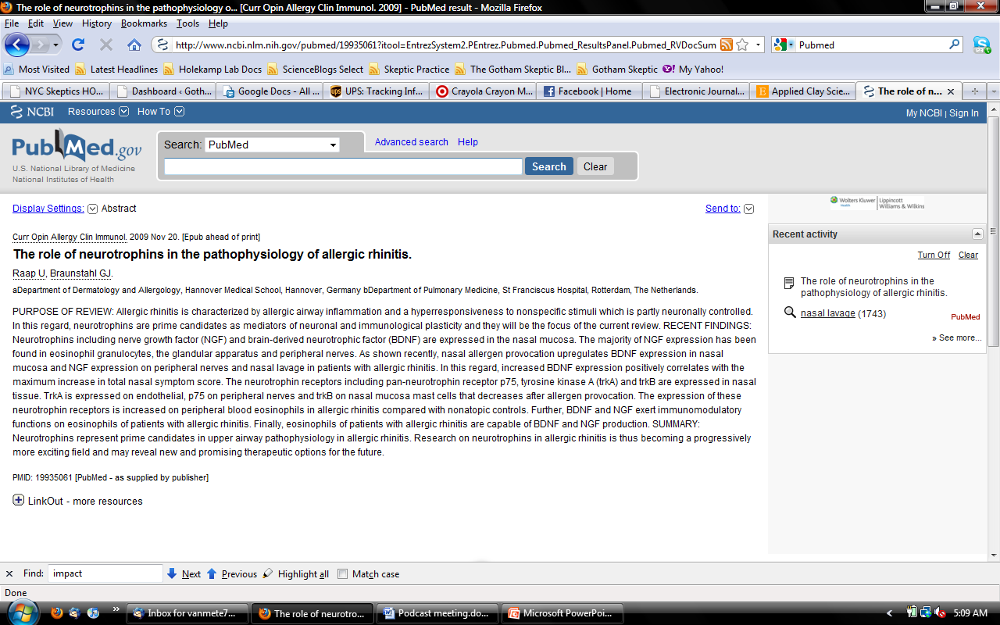 The role of neurotrophins in the pathophysiology o... [Curr Opin Allergy Clin Immunol. 2009] - PubMed result - Mozilla Firefox
File Edit View History Bookmarks Tools Help
http://www.ncbi.nlm.nih.gov/pubmed/19935061?itool=EntrezSystem2.PEntrez.Pubmed.Pubmed_ResultsPanel.Pubmed_RVDocSum Pubmed
Most Visited Latest Headlines Holekamp Lab Docs ScienceBlogs Select Skeptic Practice The Gotham Skeptic Bl... Gotham Skeptic My Yahoo!
NYC Skeptics HO... Dashboard ‹ Goth... Google Docs - All ... UPS: Tracking Inf... Crayola Crayon M... Facebook | Home Electronic Journal... Applied Clay Scie... The role of n...
NCBI Resources How To My NCBI | Sign In
PubMed.gov
U.S. National Library of Medicine
National Institutes of Health
Search: PubMed Advanced search Help
Search Clear
Display Settings: Abstract Send to:
Wolters Kluwer Health Lippincott Williams & Wilkins
Curr Opin Allergy Clin Immunol. 2009 Nov 20. [Epub ahead of print]
The role of neurotrophins in the pathophysiology of allergic rhinitis.
Raap U, Braunstahl GJ.
aDepartment of Dermatology and Allergology, Hannover Medical School, Hannover, Germany bDepartment of Pulmonary Medicine, St Franciscus Hospital, Rotterdam, The Netherlands.
PURPOSE OF REVIEW: Allergic rhinitis is characterized by allergic airway inflammation and a hyperresponsiveness to nonspecific stimuli which is partly neuronally controlled.
In this regard, neurotrophins are prime candidates as mediators of neuronal and immunological plasticity and they will be the focus of the current review. RECENT FINDINGS:
Neurotrophins including nerve growth factor (NGF) and brain-derived neurotrophic factor (BDNF) are expressed in the nasal mucosa. The majority of NGF expression has been
found in eosinophil granulocytes, the glandular apparatus and peripheral nerves. As shown recently, nasal allergen provocation upregulates BDNF expression in nasal
mucosa and NGF expression on peripheral nerves and nasal lavage in patients with allergic rhinitis. In this regard, increased BDNF expression positively correlates with the
maximum increase in total nasal symptom score. The neurotrophin receptors including pan-neurotrophin receptor p75, tyrosine kinase A (trkA) and trkB are expressed in nasal
tissue. TrkA is expressed on endothelial, p75 on peripheral nerves and trkB on nasal mucosa mast cells that decreases after allergen provocation. The expression of these
neurotrophin receptors is increased on peripheral blood eosinophils in allergic rhinitis compared with nonatopic controls. Further, BDNF and NGF exert immunomodulatory
functions on eosinophils of patients with allergic rhinitis. Finally, eosinophils of patients with allergic rhinitis are capable of BDNF and NGF production. SUMMARY:
Neurotrophins represent prime candidates in upper airway pathophysiology in allergic rhinitis. Research on neurotrophins in allergic rhinitis is thus becoming a progressively
more exciting field and may reveal new and promising therapeutic options for the future.
PMID: 19935061 [PubMed - as supplied by publisher]
LinkOut - more resources
Recent activity
Turn Off Clear
The role of neurotrophins in the
pathophysiology of allergic rhinitis.
nasal lavage (1743)
PubMed
» See more...
Find: impact Next Previous Highlight all Match case
Done
Inbox for vanmete7... The role of neurotro... Podcast meeting.do... Microsoft PowerPoi... 5:09 AM